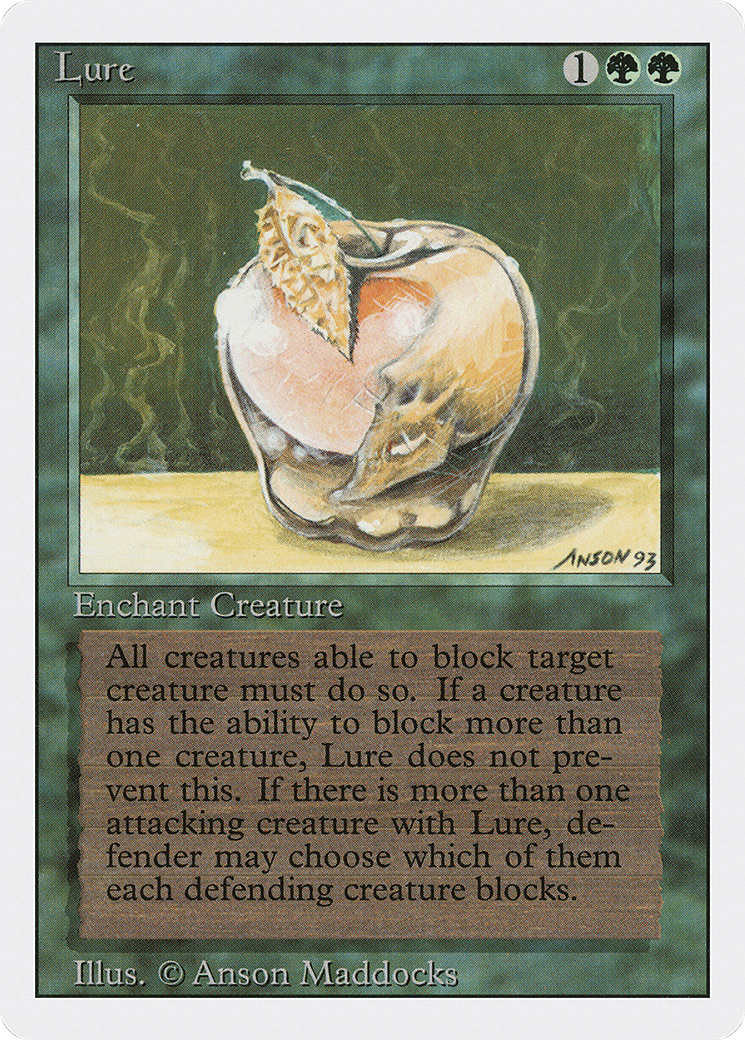 Lure 1
ANSON 93
Enchant Creature
All creatures able to block target
creature must do so. If a creature
has the ability to block more than
one creature, Lure does not pre-
vent this. If there is more than one
attacking creature with Lure, de-
fender may choose which of them
each defending creature blocks.
Illus. © Anson Maddocks